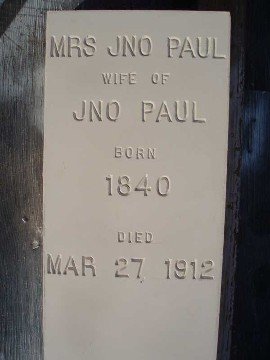 MRS JNO PAUL
WIFE OF
JNO PAUL
BORN
1840
DIED
MAR 27 1912